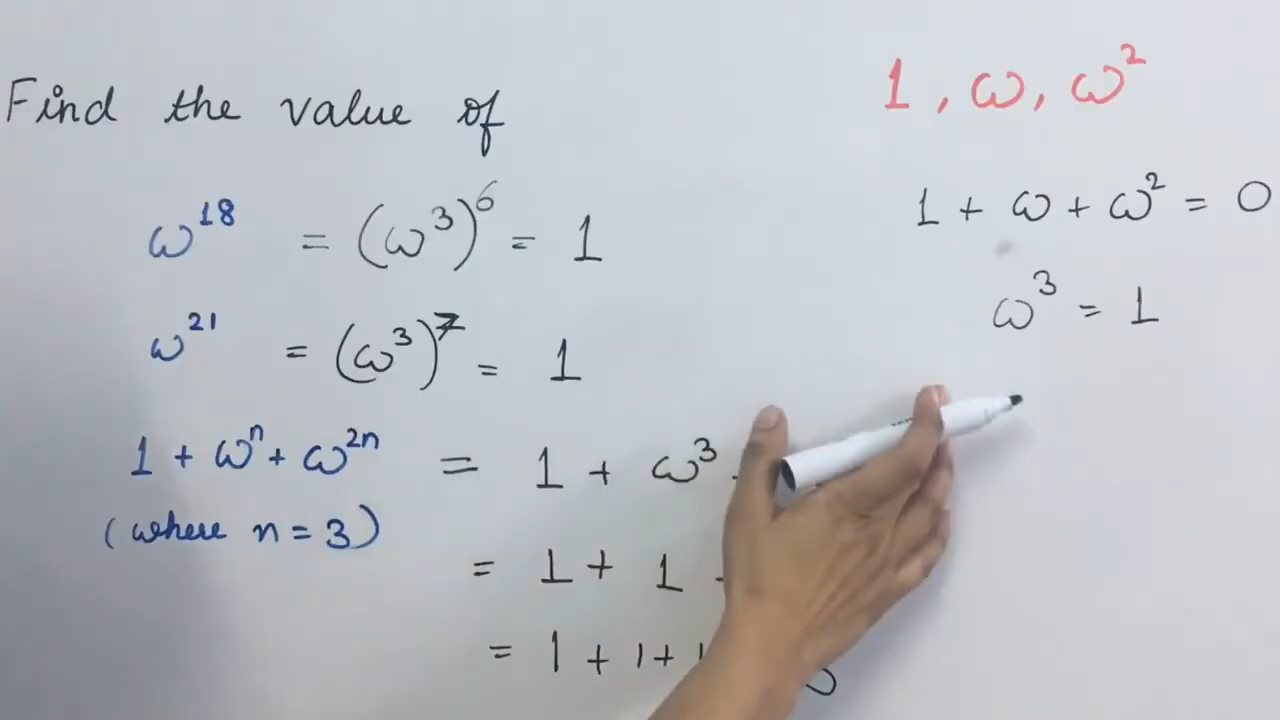 Find the value of
1, ω, ω²
1 + ω + ω² = 0
ω³ = 1
ω¹⁸ = (ω³)⁶ = 1
ω²¹ = (ω³)⁷ = 1
1 + ωⁿ + ω²ⁿ = 1 + ω³
(where n = 3)
= 1 + 1
= 1 + 1 + 1